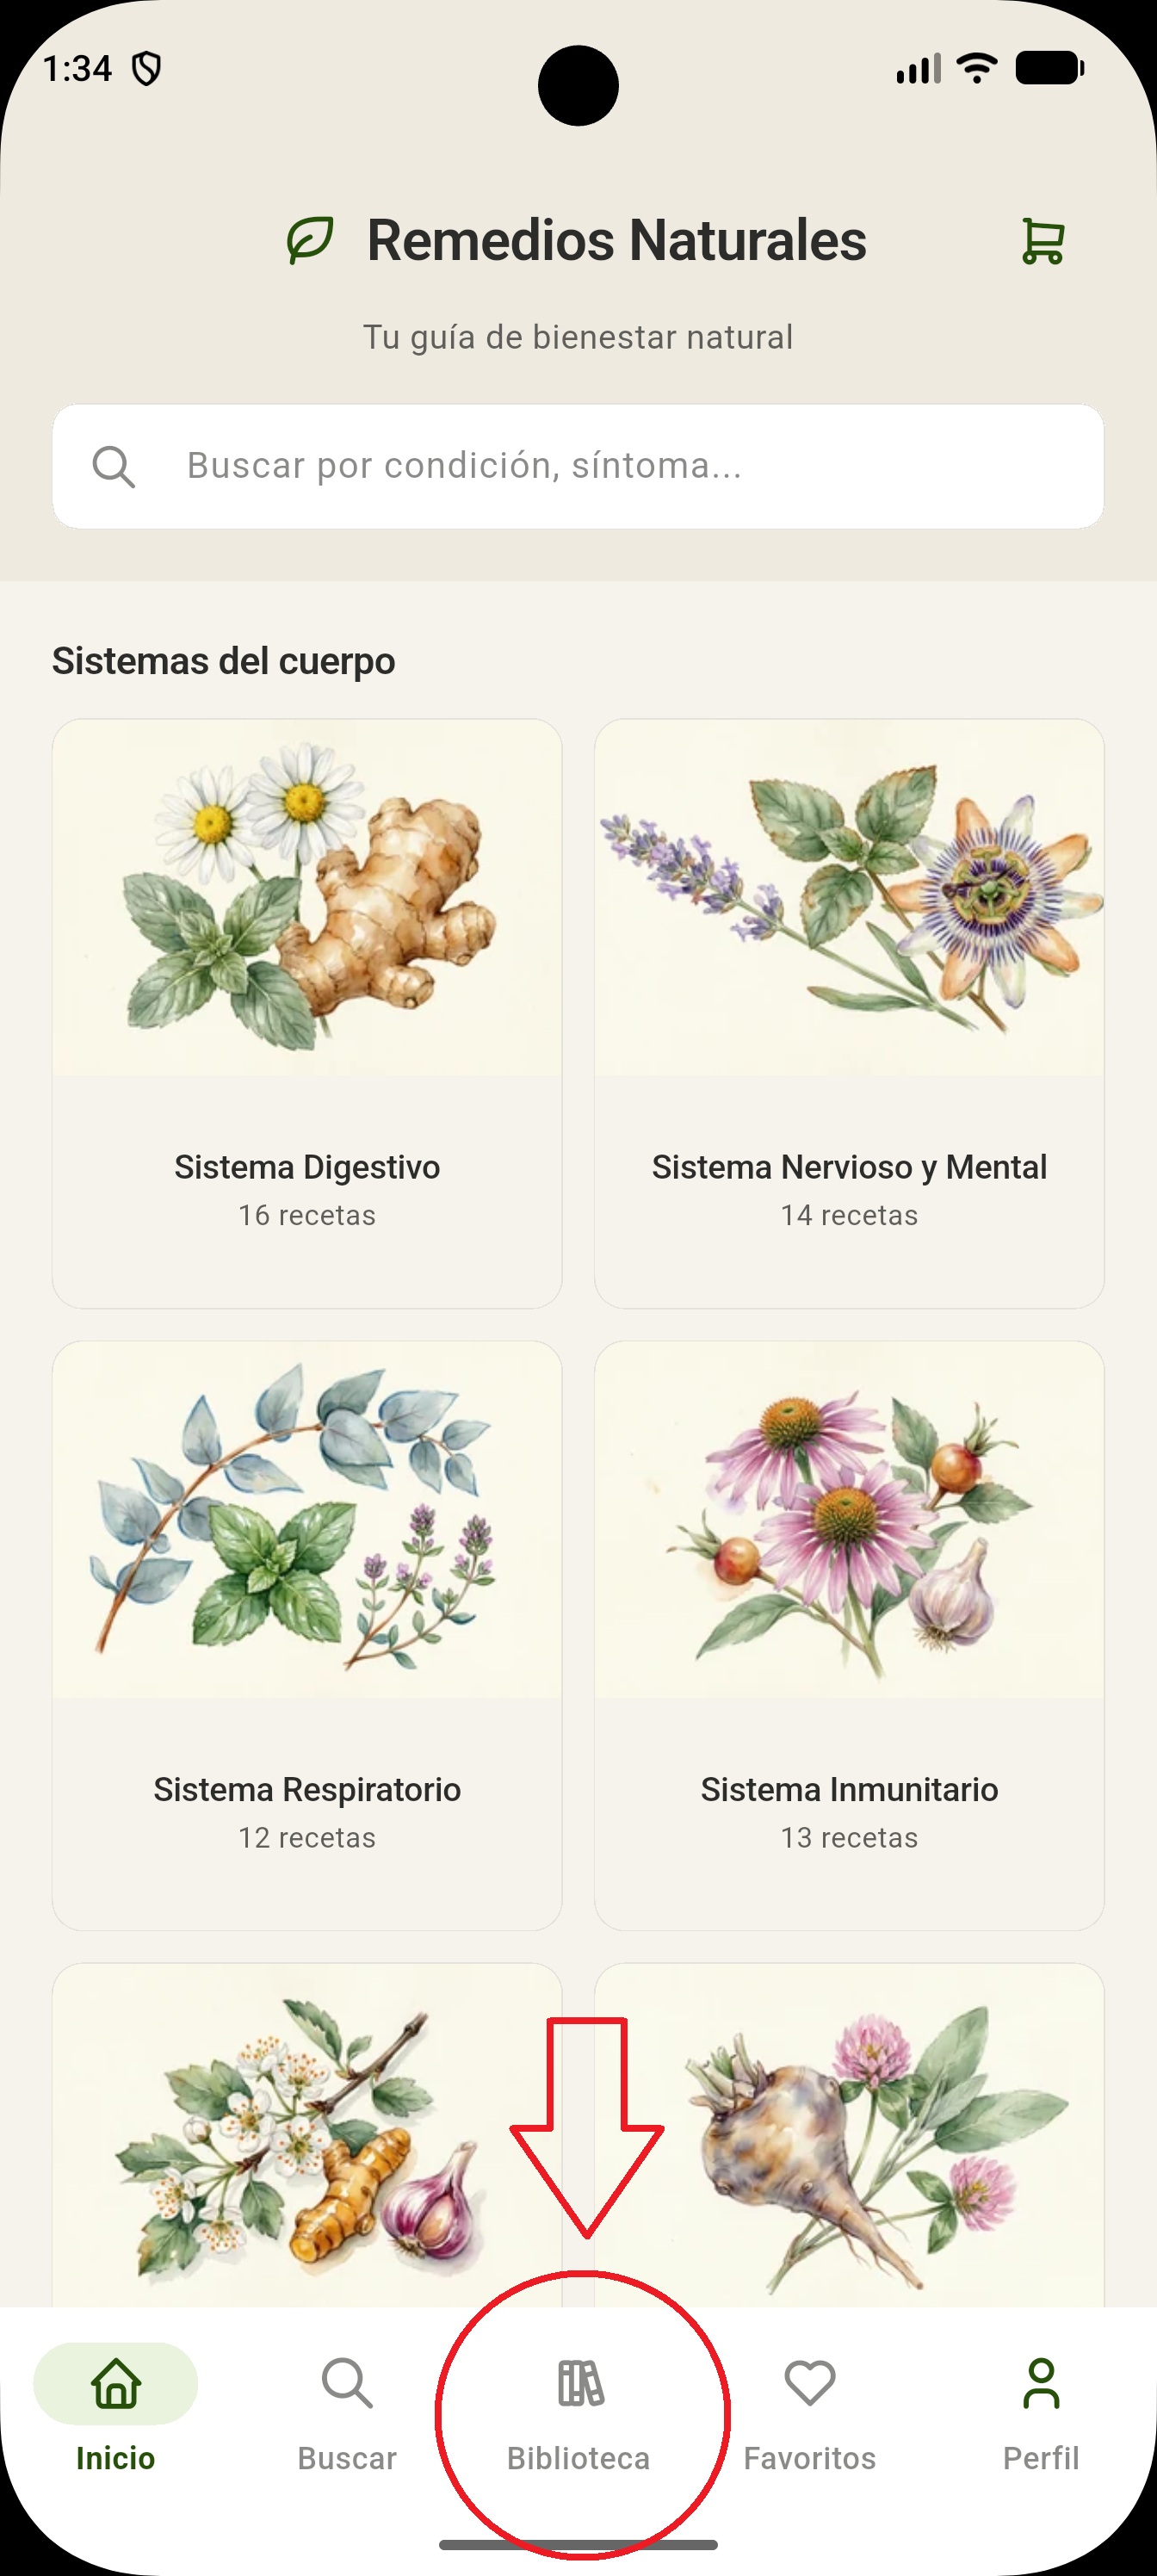 1:34
Remedios Naturales
Tu guía de bienestar natural
Buscar por condición, síntoma...
Sistemas del cuerpo
Sistema Digestivo
16 recetas
Sistema Nervioso y Mental
14 recetas
Sistema Respiratorio
12 recetas
Sistema Inmunitario
13 recetas
Inicio
Buscar
Biblioteca
Favoritos
Perfil